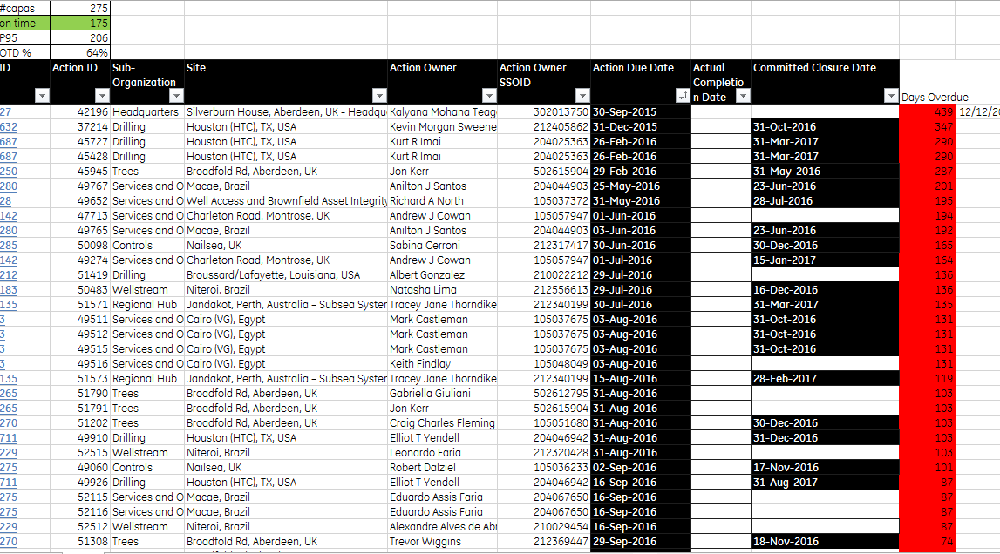 #capas 275
on time 175
P95 206
OTD % 64%
ID Action ID Sub-Organization Site Action Owner Action Owner SSOID Action Due Date Actual Completion Date Committed Closure Date Days Overdue
27 42196 Headquarters Silverburn House, Aberdeen, UK - Headqu Kalyana Mohana Teag 302013750 30-Sep-2015 439 12/12/20
632 37214 Drilling Houston (HTC), TX, USA Kevin Morgan Sweene 212405862 31-Dec-2015 31-Oct-2016 347
687 45727 Drilling Houston (HTC), TX, USA Kurt R Imai 204025363 26-Feb-2016 31-Mar-2017 290
687 45428 Drilling Houston (HTC), TX, USA Kurt R Imai 204025363 26-Feb-2016 31-Mar-2017 290
250 45945 Trees Broadfold Rd, Aberdeen, UK Jon Kerr 502615904 29-Feb-2016 31-May-2016 287
280 49767 Services and O Macae, Brazil Anilton J Santos 204044903 25-May-2016 23-Jun-2016 201
28 49652 Services and O Well Access and Brownfield Asset Integrity Richard A North 105037372 31-May-2016 28-Jul-2016 195
142 47713 Services and O Charleton Road, Montrose, UK Andrew J Cowan 105057947 01-Jun-2016 194
280 49765 Services and O Macae, Brazil Anilton J Santos 204044903 03-Jun-2016 23-Jun-2016 192
285 50098 Controls Nailsea, UK Sabina Cerroni 212317417 30-Jun-2016 30-Dec-2016 165
142 49274 Services and O Charleton Road, Montrose, UK Andrew J Cowan 105057947 01-Jul-2016 15-Jan-2017 164
212 51419 Drilling Broussard/Lafayette, Louisiana, USA Albert Gonzalez 210022212 29-Jul-2016 136
183 50483 Wellstream Niteroi, Brazil Natasha Lima 212556613 29-Jul-2016 16-Dec-2016 136
135 51571 Regional Hub Jandakot, Perth, Australia – Subsea Syster Tracey Jane Thorndike 212340199 30-Jul-2016 31-Mar-2017 135
3 49511 Services and O Cairo (VG), Egypt Mark Castleman 105037675 03-Aug-2016 31-Oct-2016 131
3 49512 Services and O Cairo (VG), Egypt Mark Castleman 105037675 03-Aug-2016 31-Oct-2016 131
3 49515 Services and O Cairo (VG), Egypt Mark Castleman 105037675 03-Aug-2016 31-Oct-2016 131
3 49516 Services and O Cairo (VG), Egypt Keith Findlay 105048049 03-Aug-2016 131
135 51573 Regional Hub Jandakot, Perth, Australia – Subsea Syster Tracey Jane Thorndike 212340199 15-Aug-2016 28-Feb-2017 119
265 51790 Trees Broadfold Rd, Aberdeen, UK Gabriella Giuliani 502612795 31-Aug-2016 103
265 51791 Trees Broadfold Rd, Aberdeen, UK Jon Kerr 502615904 31-Aug-2016 103
270 51202 Trees Broadfold Rd, Aberdeen, UK Craig Charles Fleming 105051680 31-Aug-2016 30-Dec-2016 103
711 49910 Drilling Houston (HTC), TX, USA Elliot T Yendell 204046942 31-Aug-2016 31-Dec-2016 103
229 52515 Wellstream Niteroi, Brazil Leonardo Faria 212320428 31-Aug-2016 103
275 49060 Controls Nailsea, UK Robert Dalziel 105036233 02-Sep-2016 17-Nov-2016 101
711 49926 Drilling Houston (HTC), TX, USA Elliot T Yendell 204046942 16-Sep-2016 31-Aug-2017 87
275 52115 Services and O Macae, Brazil Eduardo Assis Faria 204067650 16-Sep-2016 87
275 52116 Services and O Macae, Brazil Eduardo Assis Faria 204067650 16-Sep-2016 87
229 52512 Wellstream Niteroi, Brazil Alexandre Alves de Abr 210029454 16-Sep-2016 87
270 51308 Trees Broadfold Rd, Aberdeen, UK Trevor Wiggins 212369447 29-Sep-2016 18-Nov-2016 74